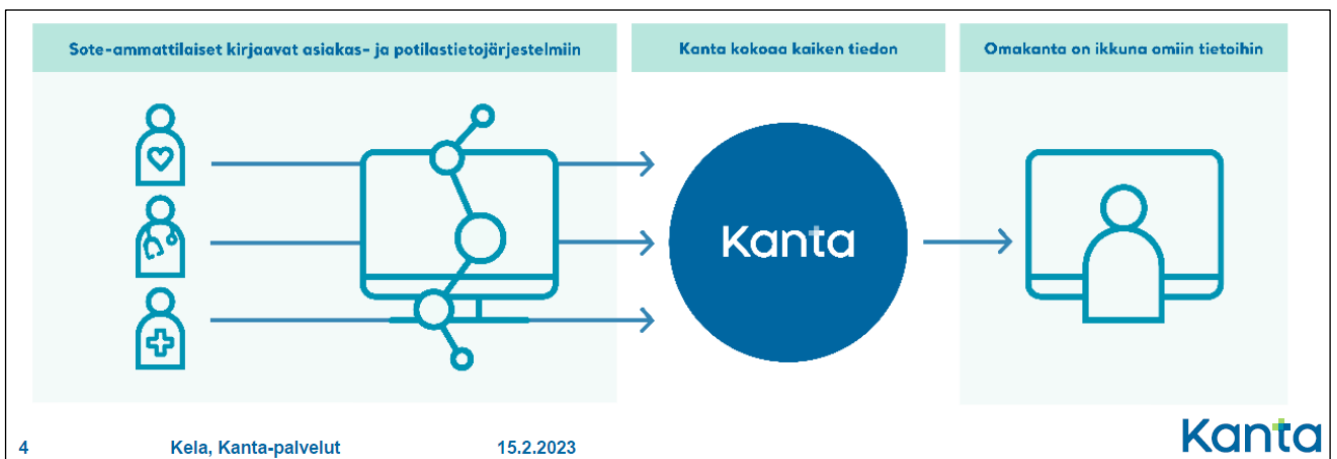 Sote-ammattilaiset kirjaavat asiakas- ja potilastietojärjestelmiin
Kanta kokoaa kaiken tiedon
Omakanta on ikkuna omiin tietoihin
Kanta
4 Kela, Kanta-palvelut 15.2.2023
Kanta